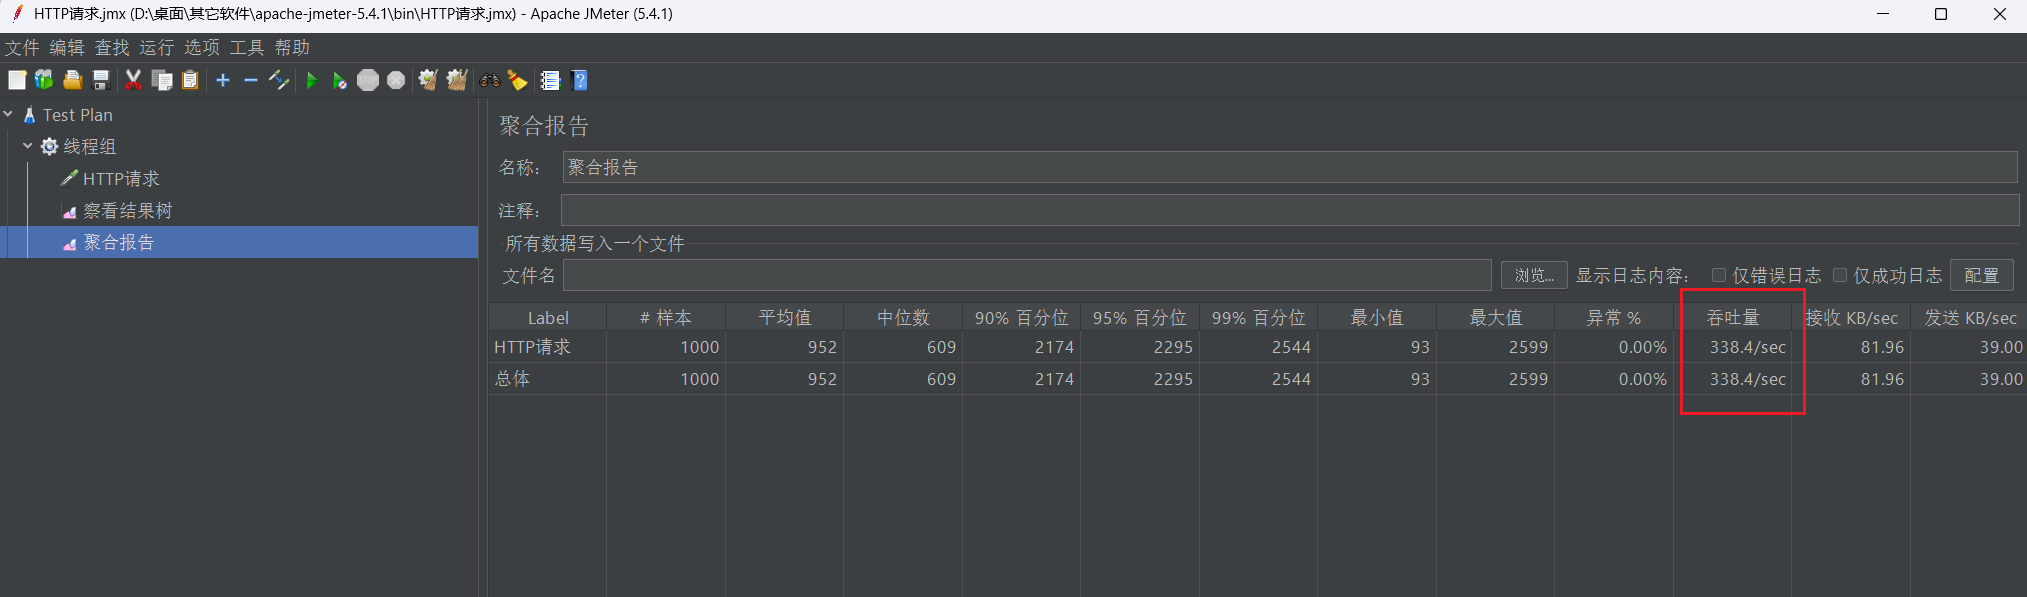 HTTP请求.jmx (D:\桌面\其它软件\apache-jmeter-5.4.1\bin\HTTP请求.jmx) - Apache JMeter (5.4.1)
文件 编辑 查找 运行 选项 工具 帮助
Test Plan
线程组
HTTP请求
察看结果树
聚合报告
聚合报告
名称： 聚合报告
注释：
所有数据写入一个文件
文件名 浏览... 显示日志内容： 仅错误日志 仅成功日志 配置
Label # 样本 平均值 中位数 90% 百分位 95% 百分位 99% 百分位 最小值 最大值 异常 % 吞吐量 接收 KB/sec 发送 KB/sec
HTTP请求 1000 952 609 2174 2295 2544 93 2599 0.00% 338.4/sec 81.96 39.00
总体 1000 952 609 2174 2295 2544 93 2599 0.00% 338.4/sec 81.96 39.00